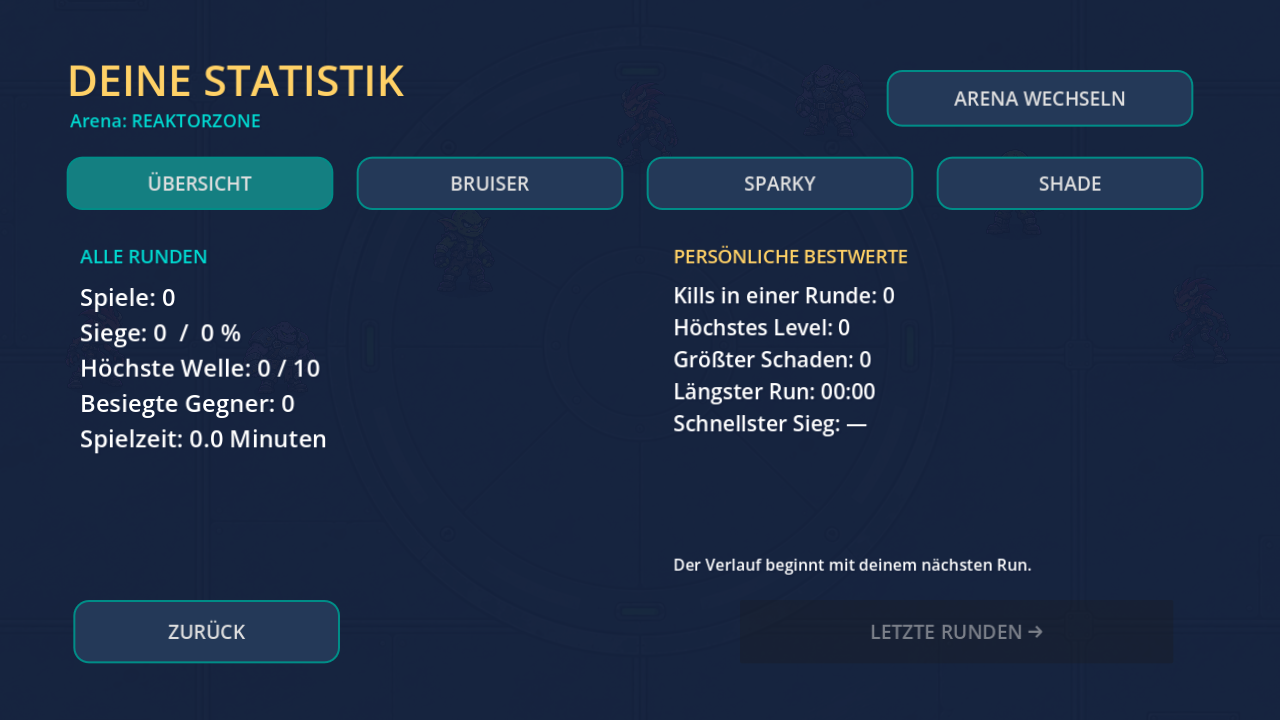 DEINE STATISTIK
Arena: REAKTORZONE
ARENA WECHSELN
ÜBERSICHT
BRUISER
SPARKY
SHADE
ALLE RUNDEN
Spiele: 0
Siege: 0 / 0 %
Höchste Welle: 0 / 10
Besiegte Gegner: 0
Spielzeit: 0.0 Minuten
PERSÖNLICHE BESTWERTE
Kills in einer Runde: 0
Höchstes Level: 0
Größter Schaden: 0
Längster Run: 00:00
Schnellster Sieg: —
Der Verlauf beginnt mit deinem nächsten Run.
ZURÜCK
LETZTE RUNDEN →